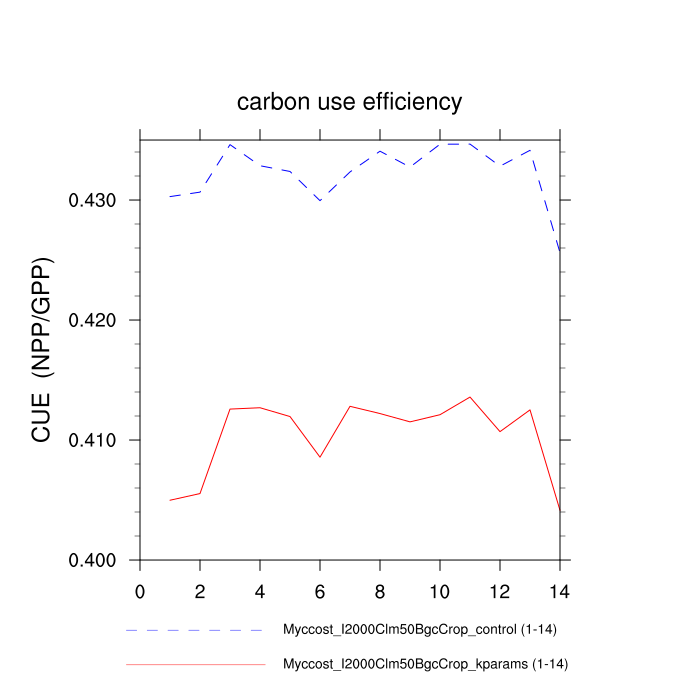 carbon use efficiency
CUE (NPP/GPP)
0.430
0.420
0.410
0.400
0 2 4 6 8 10 12 14
Myccost_I2000Clm50BgcCrop_control (1-14)
Myccost_I2000Clm50BgcCrop_kparams (1-14)